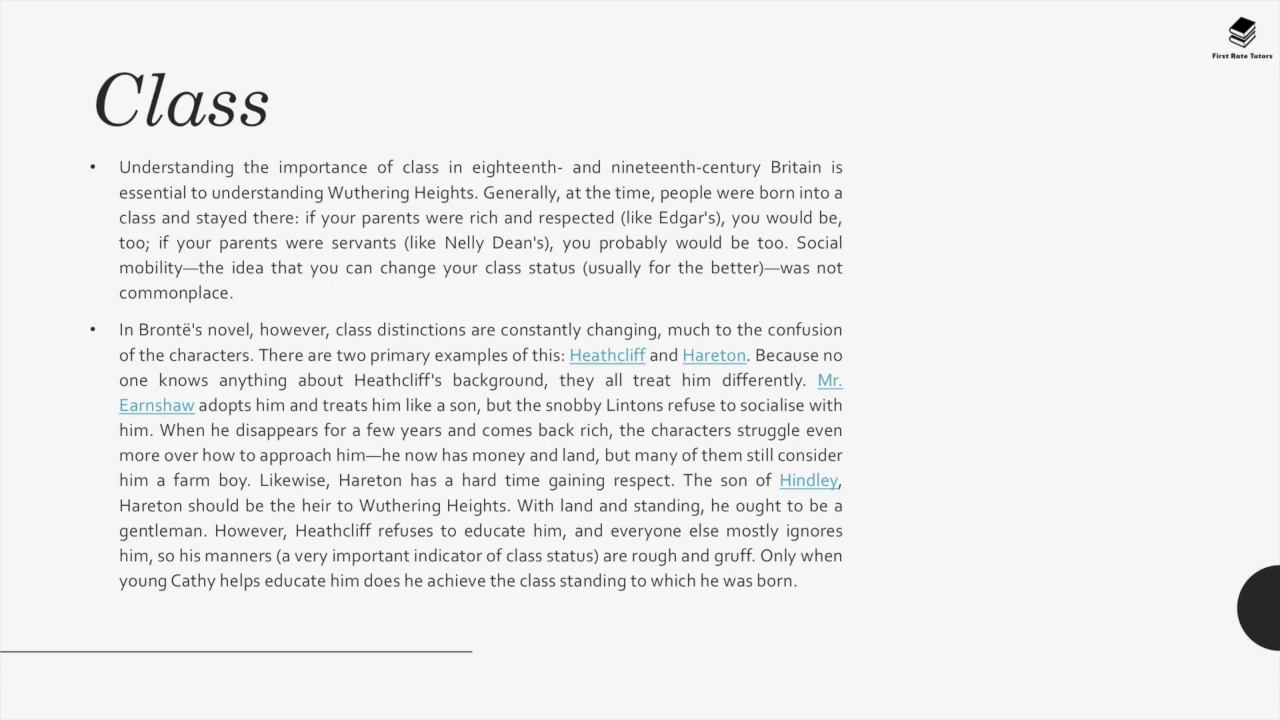 First Rate Tutors
Class
• Understanding the importance of class in eighteenth- and nineteenth-century Britain is
essential to understanding Wuthering Heights. Generally, at the time, people were born into a
class and stayed there: if your parents were rich and respected (like Edgar's), you would be,
too; if your parents were servants (like Nelly Dean's), you probably would be too. Social
mobility—the idea that you can change your class status (usually for the better)—was not
commonplace.
• In Brontë's novel, however, class distinctions are constantly changing, much to the confusion
of the characters. There are two primary examples of this: Heathcliff and Hareton. Because no
one knows anything about Heathcliff's background, they all treat him differently. Mr.
Earnshaw adopts him and treats him like a son, but the snobby Lintons refuse to socialise with
him. When he disappears for a few years and comes back rich, the characters struggle even
more over how to approach him—he now has money and land, but many of them still consider
him a farm boy. Likewise, Hareton has a hard time gaining respect. The son of Hindley,
Hareton should be the heir to Wuthering Heights. With land and standing, he ought to be a
gentleman. However, Heathcliff refuses to educate him, and everyone else mostly ignores
him, so his manners (a very important indicator of class status) are rough and gruff. Only when
young Cathy helps educate him does he achieve the class standing to which he was born.